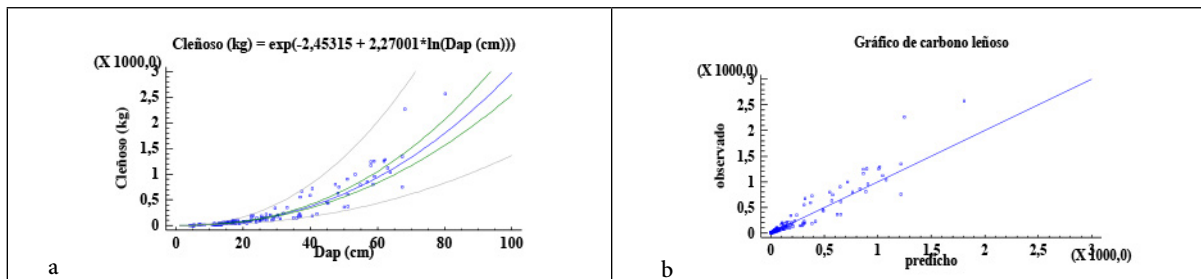 Cleñoso (kg) = exp(-2,45315 + 2,27001*ln(Dap (cm)))
(X 1000,0)
3
2,5
2
1,5
1
0,5
0
Cleñoso (kg)
0 20 40 60 80 100
Dap (cm)
a
Gráfico de carbono leñoso
(X 1000,0)
3
2,5
2
1,5
1
0,5
0
observado
0 0,5 1 1,5 2 2,5 3
(X 1000,0)
predicho
b